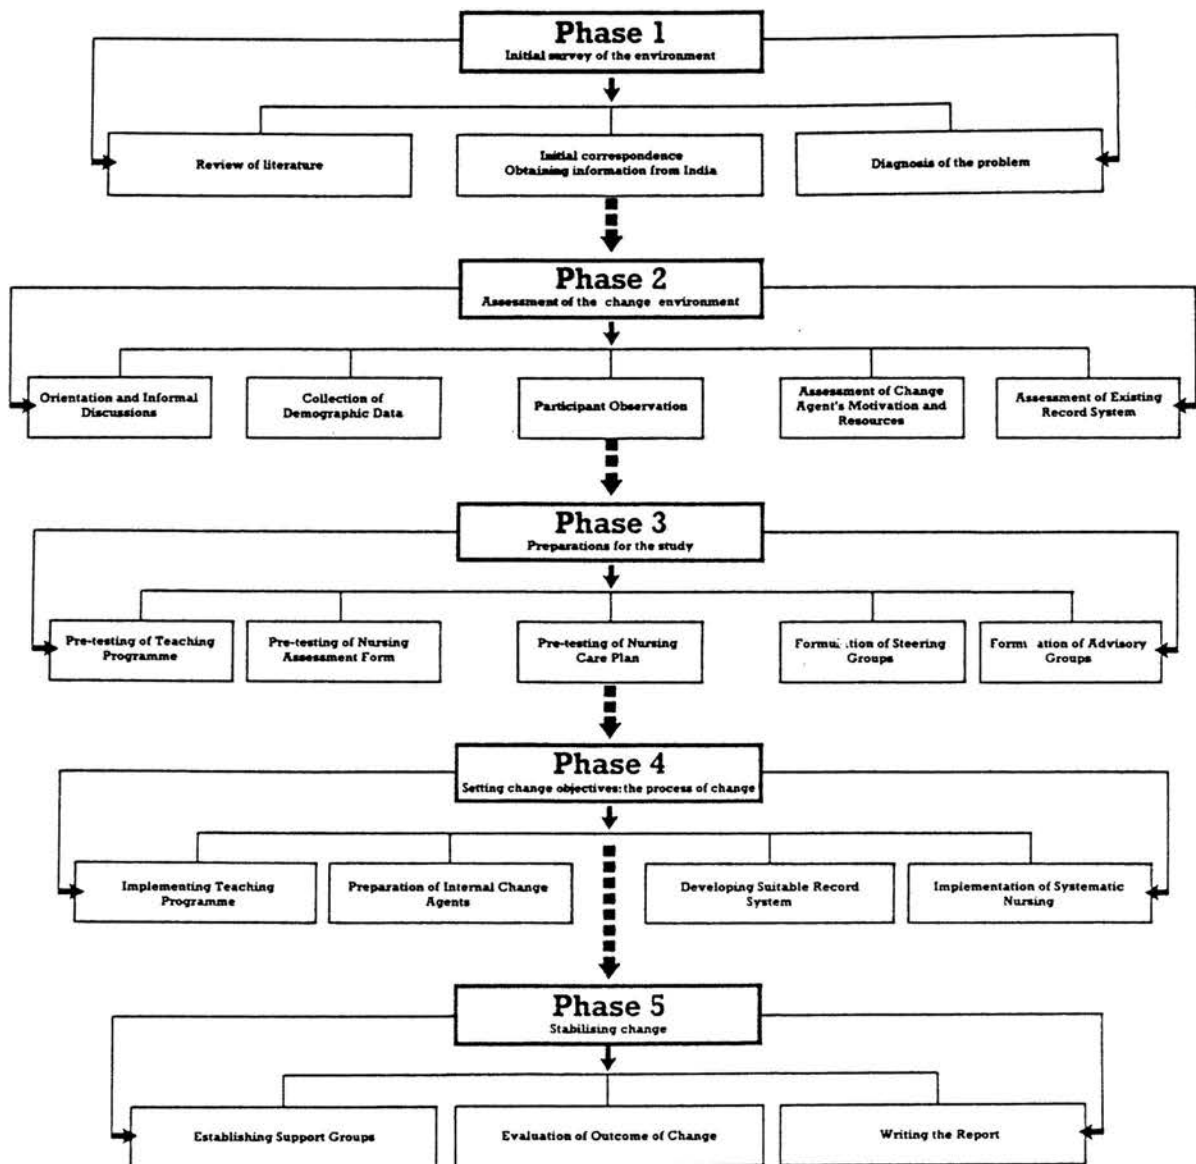 Phase 1
Initial survey of the environment
Review of literature
Initial correspondence
Obtaining information from India
Diagnosis of the problem
Phase 2
Assessment of the change environment
Orientation and Informal
Discussions
Collection of
Demographic Data
Participant Observation
Assessment of Change
Agent's Motivation and
Resources
Assessment of Existing
Record System
Phase 3
Preparations for the study
Pre-testing of Teaching
Programme
Pre-testing of Nursing
Assessment Form
Pre-testing of Nursing
Care Plan
of Steering
Groups
of Advisory
Groups
Phase 4
Setting change objectives: the process of change
Implementing Teaching
Programme
Preparation of Internal Change
Agents
Developing Suitable Record
System
Implementation of Systematic
Nursing
Phase 5
Stabilising change
Establishing Support Groups
Evaluation of Outcome of Change
Writing the Report